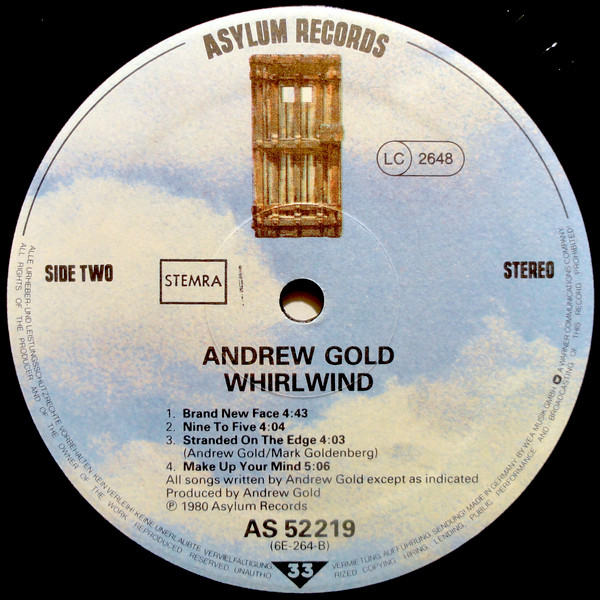 ASYLUM RECORDS
LC 2648
SIDE TWO
STEMRA
STEREO
ANDREW GOLD
WHIRLWIND
1. Brand New Face 4:43
2. Nine To Five 4:04
3. Stranded On The Edge 4:03
(Andrew Gold/Mark Goldenberg)
4. Make Up Your Mind 5:06
All songs written by Andrew Gold except as indicated
Produced by Andrew Gold
℗ 1980 Asylum Records
AS 52219
(6E-264-B)
33
ALLE URHEBER- UND LEISTUNGSSCHUTZRECHTE VORBEHALTEN. KEIN VERLEIH! KEINE UNERLAUBTE VERVIELFÄLTIGUNG, VERMIETUNG, AUFFÜHRUNG, SENDUNG! MADE IN GERMANY BY WEA MUSIK GMBH A WARNER COMMUNICATIONS COMPANY
ALL RIGHTS OF THE PRODUCER AND OF THE OWNER OF THE WORK REPRODUCED RESERVED. UNAUTHORIZED COPYING, HIRING, LENDING, PUBLIC PERFORMANCE AND BROADCASTING OF THIS RECORD PROHIBITED!